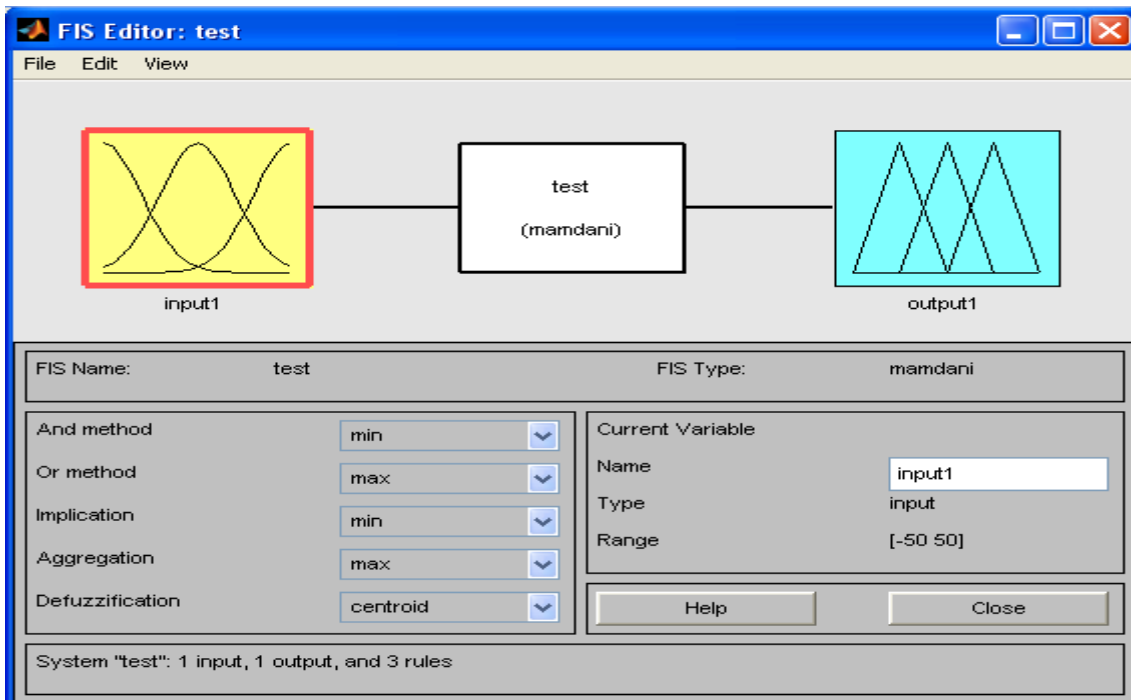 FIS Editor: test
File Edit View
test
(mamdani)
input1
output1
FIS Name: test FIS Type: mamdani
And method min
Or method max
Implication min
Aggregation max
Defuzzification centroid
Current Variable
Name input1
Type input
Range [-50 50]
Help Close
System "test": 1 input, 1 output, and 3 rules